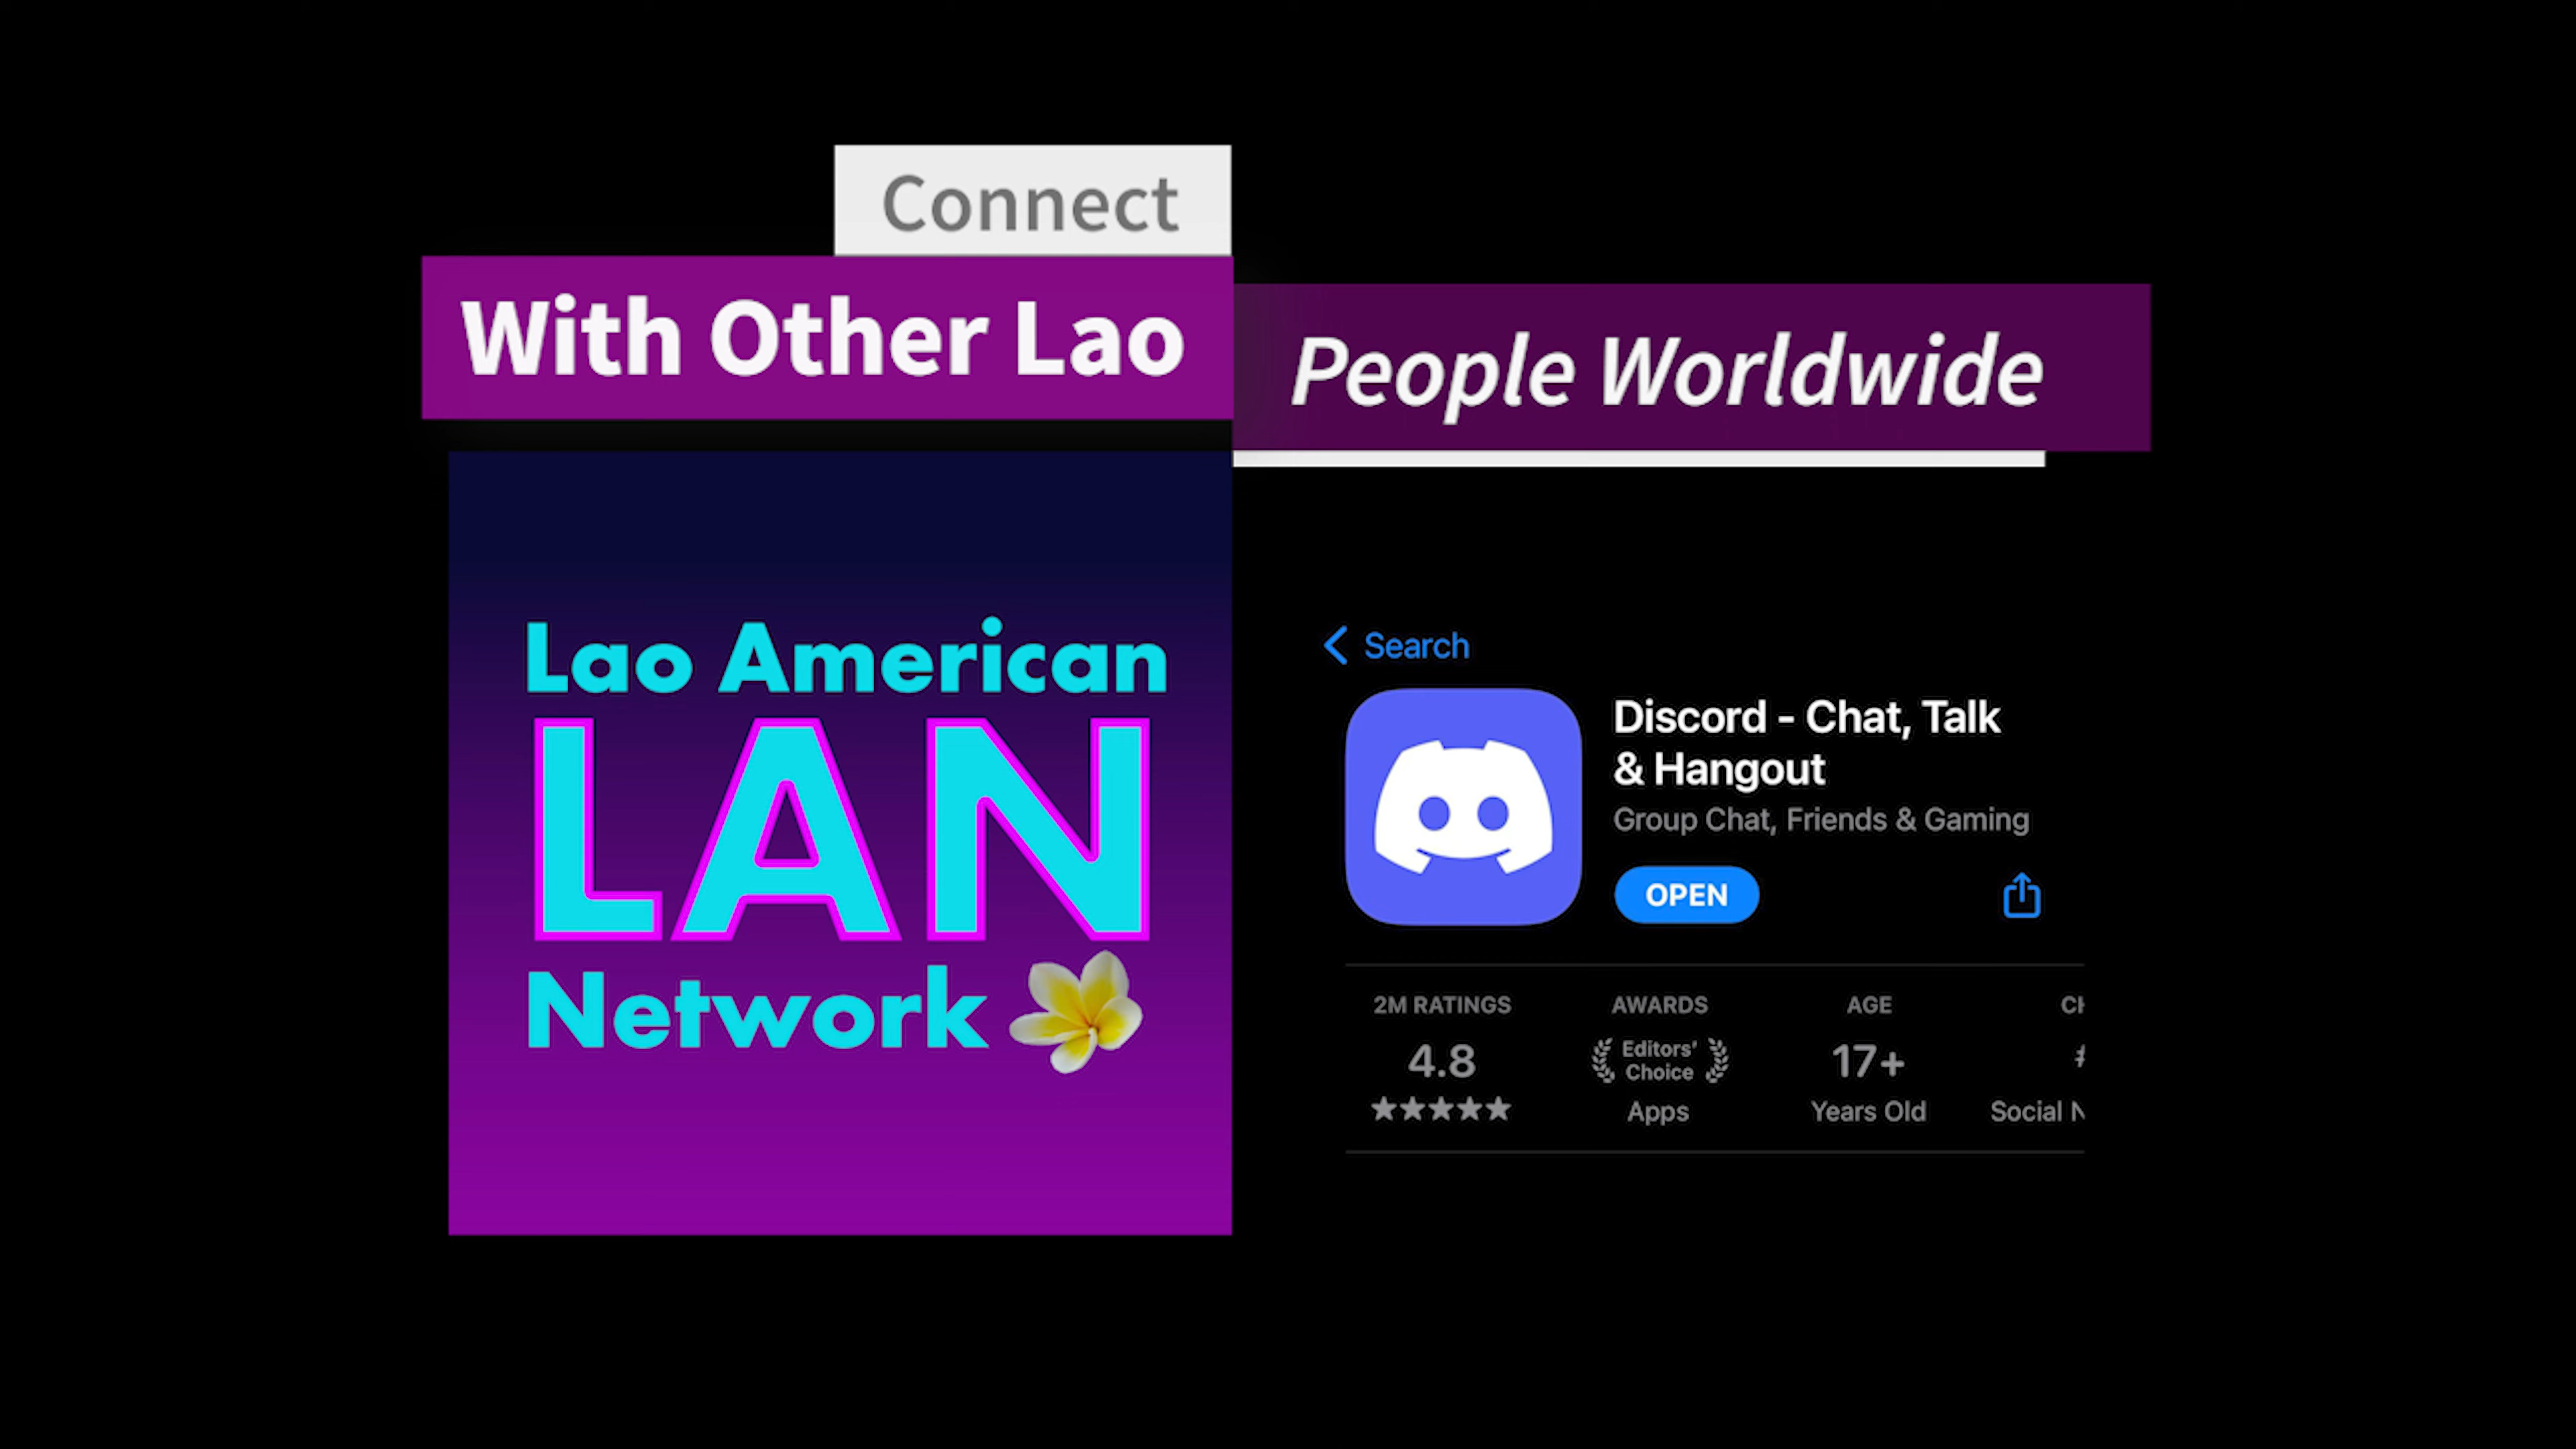 Connect
With Other Lao
People Worldwide
Lao American
LAN
Network
Search
Discord - Chat, Talk
& Hangout
Group Chat, Friends & Gaming
OPEN
2M RATINGS
4.8
AWARDS
Editors'
Choice
Apps
AGE
17+
Years Old
Social